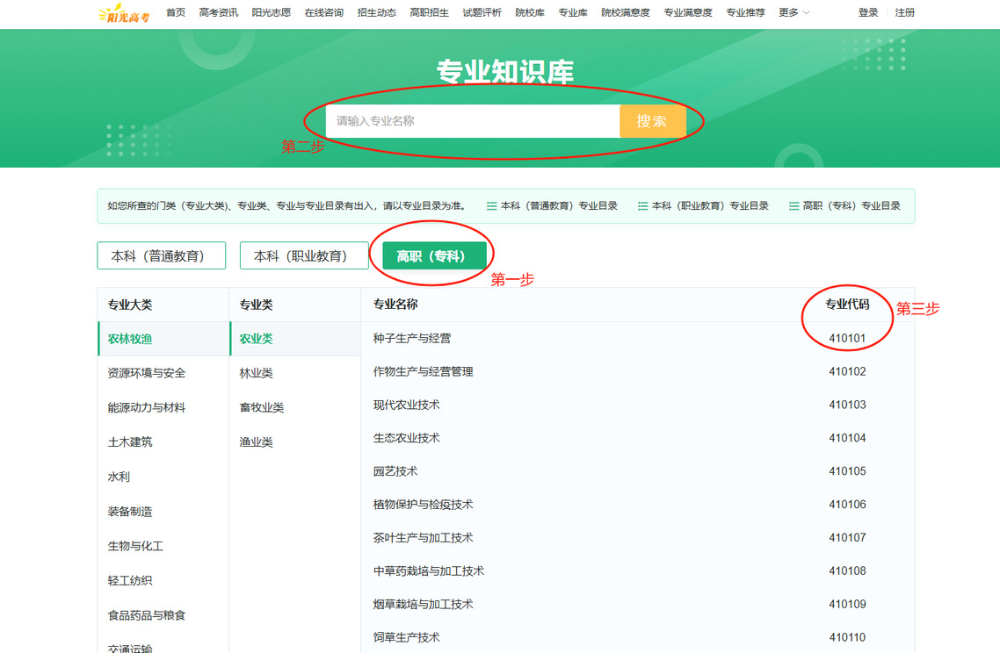 阳光高考 首页 高考资讯 阳光志愿 在线咨询 招生动态 高职招生 试题评析 院校库 专业库 院校满意度 专业满意度 专业推荐 更多 登录 注册
专业知识库
请输入专业名称 搜索
第二步
如您所查的门类（专业大类）、专业类、专业与专业目录有出入，请以专业目录为准。 本科（普通教育）专业目录 本科（职业教育）专业目录 高职（专科）专业目录
本科（普通教育） 本科（职业教育） 高职（专科）
第一步
专业大类 专业类 专业名称 专业代码 第三步
农林牧渔 农业类 种子生产与经营 410101
资源环境与安全 林业类 作物生产与经营管理 410102
能源动力与材料 畜牧业类 现代农业技术 410103
土木建筑 渔业类 生态农业技术 410104
水利 园艺技术 410105
装备制造 植物保护与检疫技术 410106
生物与化工 茶叶生产与加工技术 410107
轻工纺织 中草药栽培与加工技术 410108
食品药品与粮食 烟草栽培与加工技术 410109
交通运输 饲草生产技术 410110